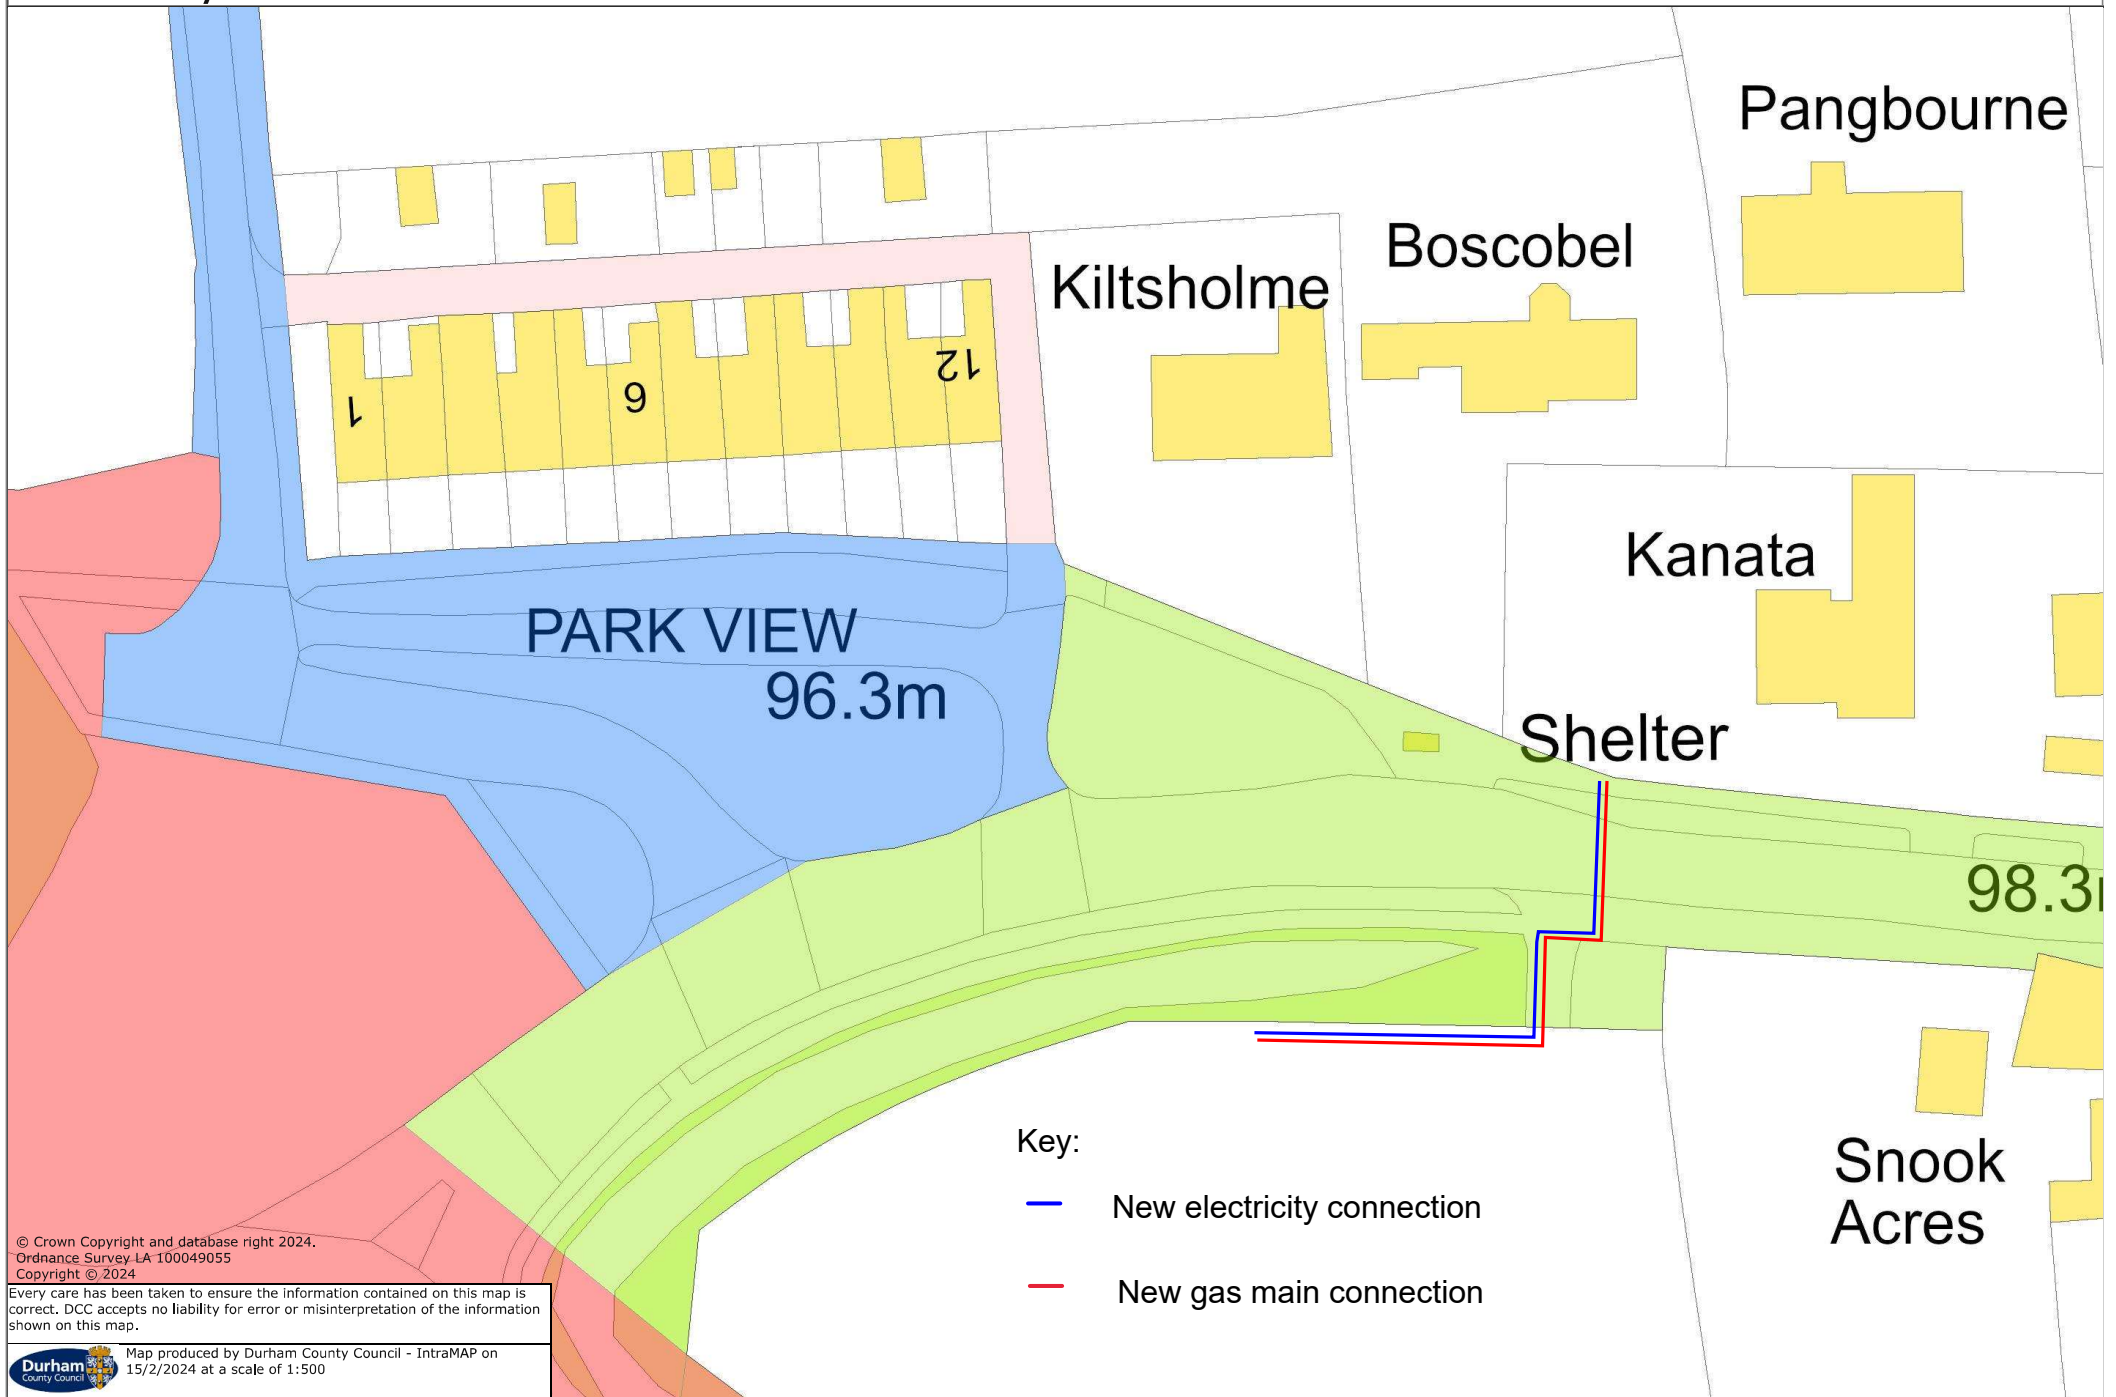 Pangbourne
Boscobel
Kiltsholme
1
6
12
Kanata
PARK VIEW
96.3m
Shelter
98.3
Key:
New electricity connection
New gas main connection
Snook
Acres
© Crown Copyright and database right 2024.
Ordnance Survey LA 100049055
Copyright © 2024
Every care has been taken to ensure the information contained on this map is
correct. DCC accepts no liability for error or misinterpretation of the information
shown on this map.
Durham
County Council
Map produced by Durham County Council - IntraMAP on
15/2/2024 at a scale of 1:500